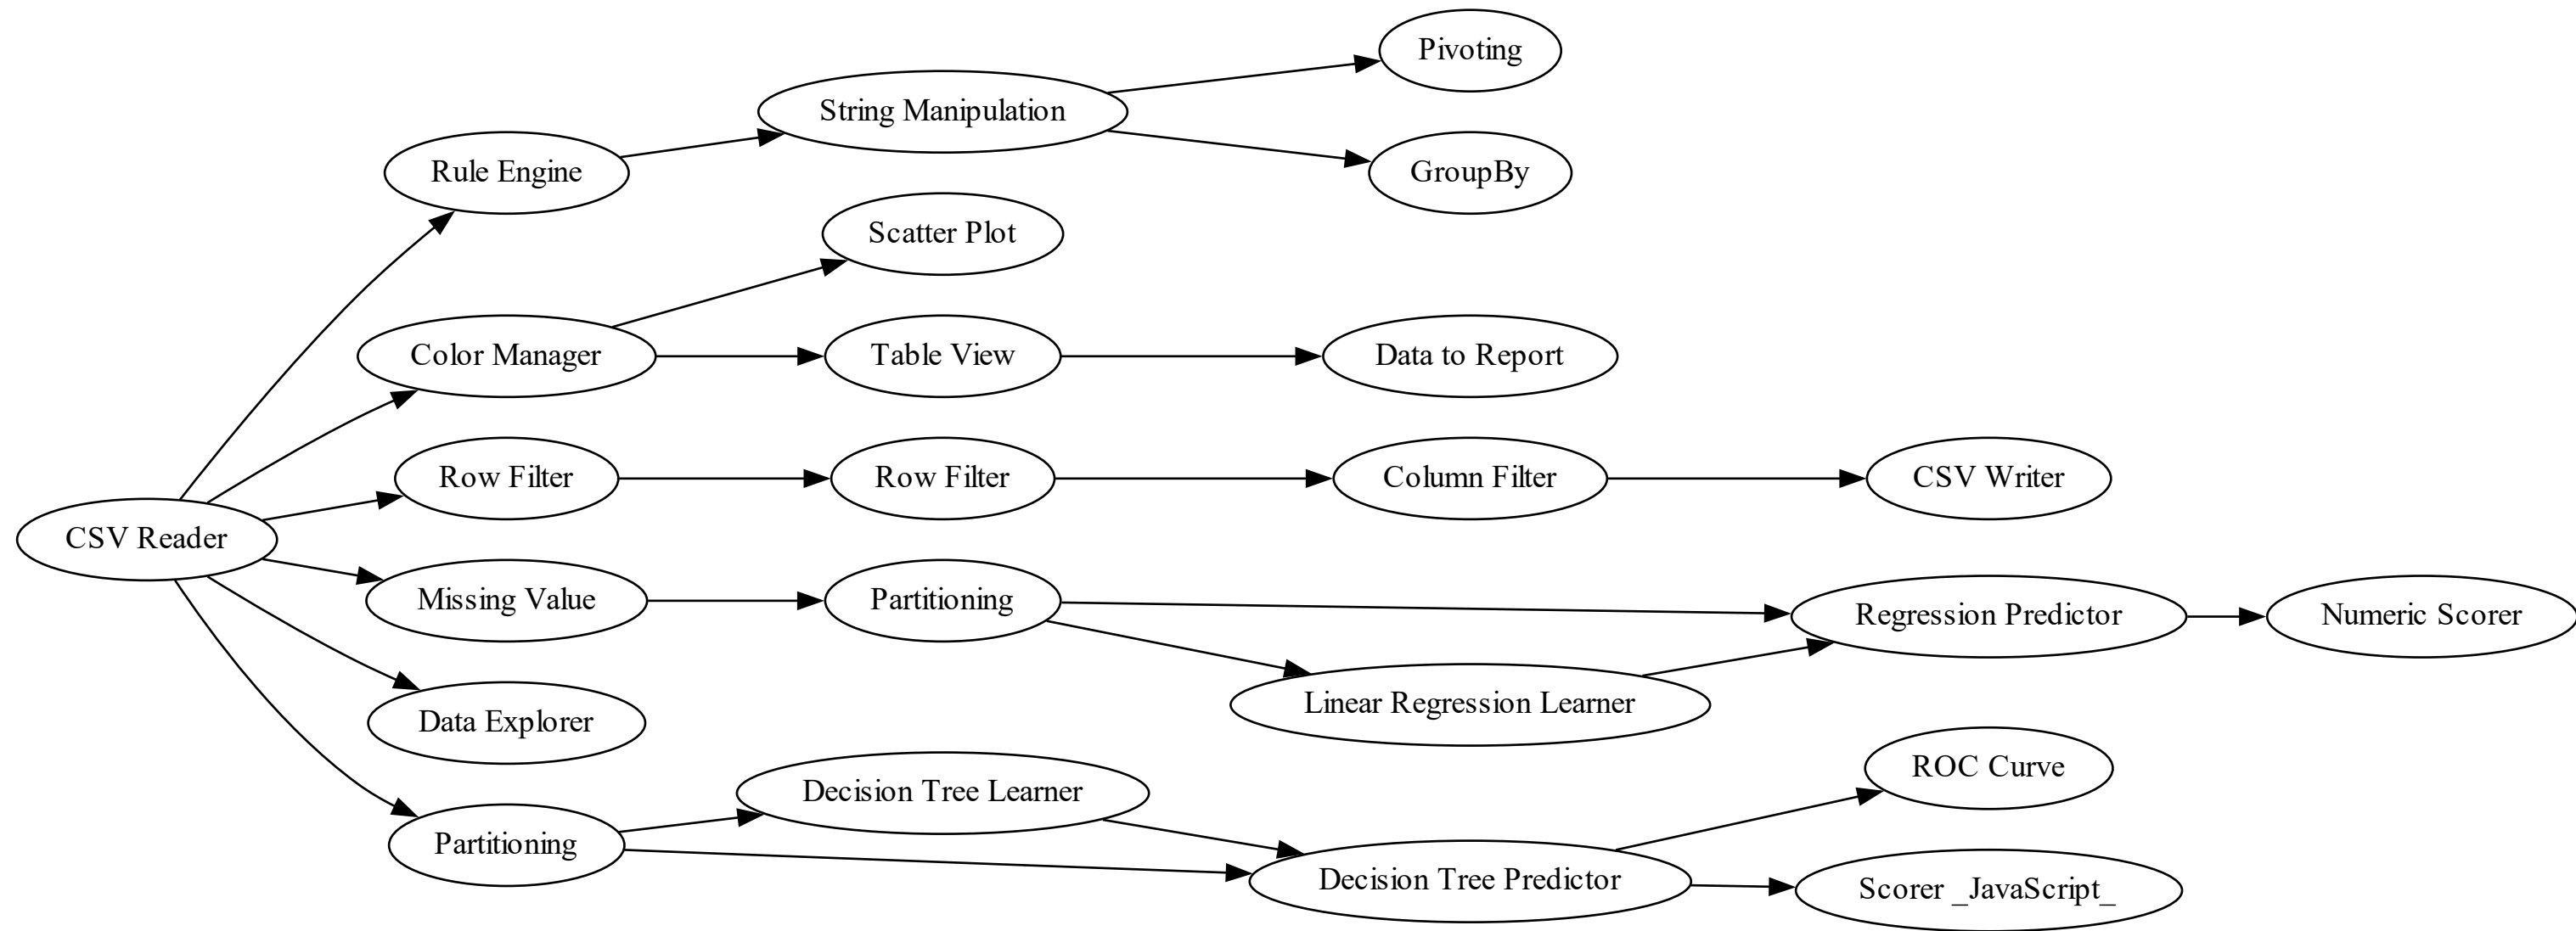 Pivoting
String Manipulation
Rule Engine
GroupBy
Scatter Plot
Color Manager
Table View
Data to Report
Row Filter
Row Filter
Column Filter
CSV Writer
CSV Reader
Missing Value
Partitioning
Regression Predictor
Numeric Scorer
Linear Regression Learner
Data Explorer
ROC Curve
Decision Tree Learner
Partitioning
Decision Tree Predictor
Scorer _JavaScript_